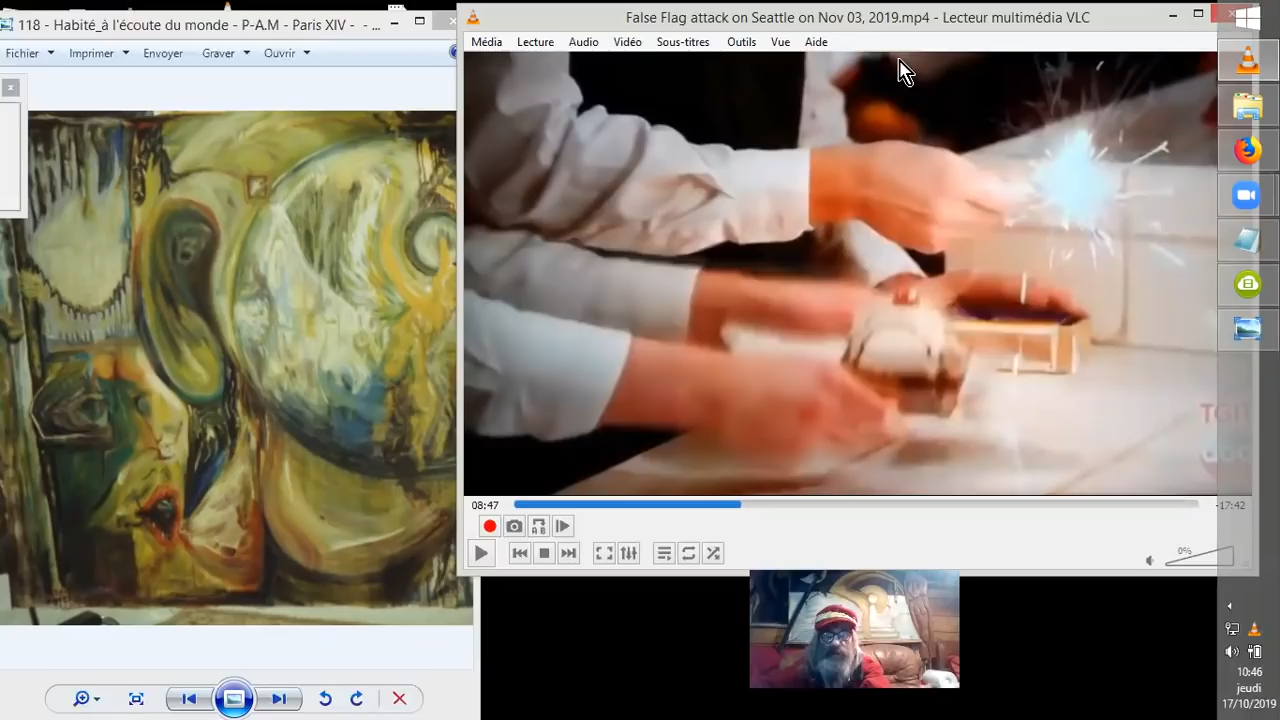 118 - Habité_à l'écoute du monde - P-A.M - Paris XIV - - ...
Fichier Imprimer Envoyer Graver Ouvrir
False Flag attack on Seattle on Nov 03, 2019.mp4 - Lecteur multimédia VLC
Média Lecture Audio Vidéo Sous-titres Outils Vue Aide
TGIT
abc
08:47
-17:42
A B
0%
10:46
jeudi
17/10/2019